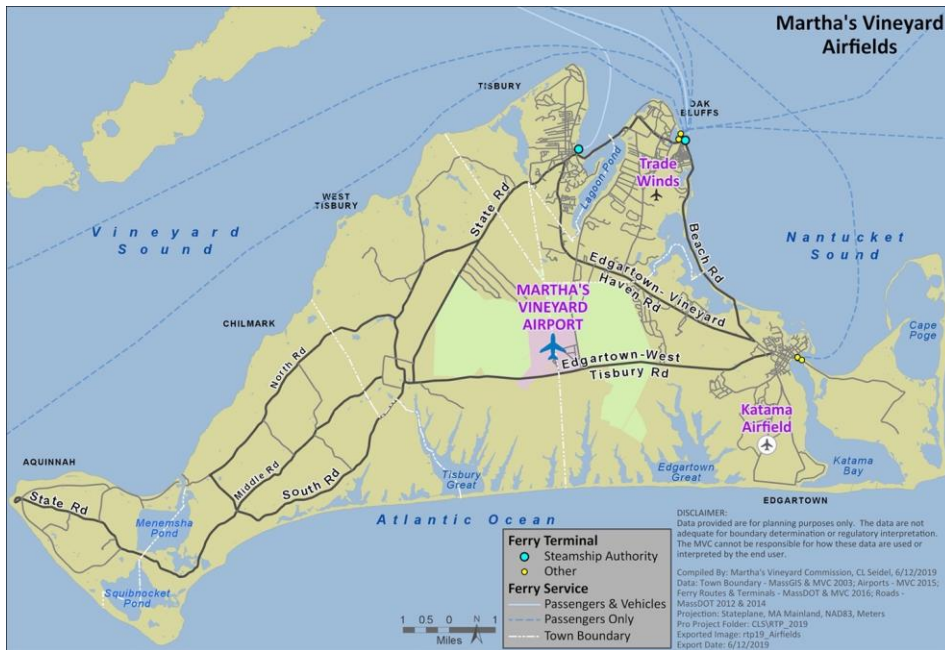 Martha's Vineyard
Airfields
TISBURY
OAK
BLUFFS
Trade
Winds
Lagoon Pond
WEST
TISBURY
State Rd
Beach Rd
Vineyard
Sound
Nantucket
Sound
Edgartown- Vineyard
Haven Rd
MARTHA'S
VINEYARD
AIRPORT
CHILMARK
Cape
Poge
North Rd
Edgartown-West
Tisbury Rd
Katama
Airfield
Middle Rd
South Rd
AQUINNAH
State Rd
Tisbury
Great
Edgartown
Great
Katama
Bay
Menemsha
Pond
EDGARTOWN
Atlantic Ocean
Squibnocket
Pond
Ferry Terminal
Steamship Authority
Other
Ferry Service
Passengers & Vehicles
Passengers Only
Town Boundary
1 0.5 0 1
Miles
N
DISCLAIMER:
Data provided are for planning purposes only. The data are not
adequate for boundary determination or regulatory interpretation.
The MVC cannot be responsible for how these data are used or
interpreted by the end user.
Compiled By: Martha's Vineyard Commission, CL Seidel, 6/12/2019
Data: Town Boundary - MassGIS & MVC 2003; Airports - MVC 2015;
Ferry Routes & Terminals - MassDOT & MVC 2016; Roads -
MassDOT 2012 & 2014
Projection: Stateplane, MA Mainland, NAD83, Meters
Pro Project Folder: CLS\RTP_2019
Exported Image: rtp19_Airfields
Export Date: 6/12/2019